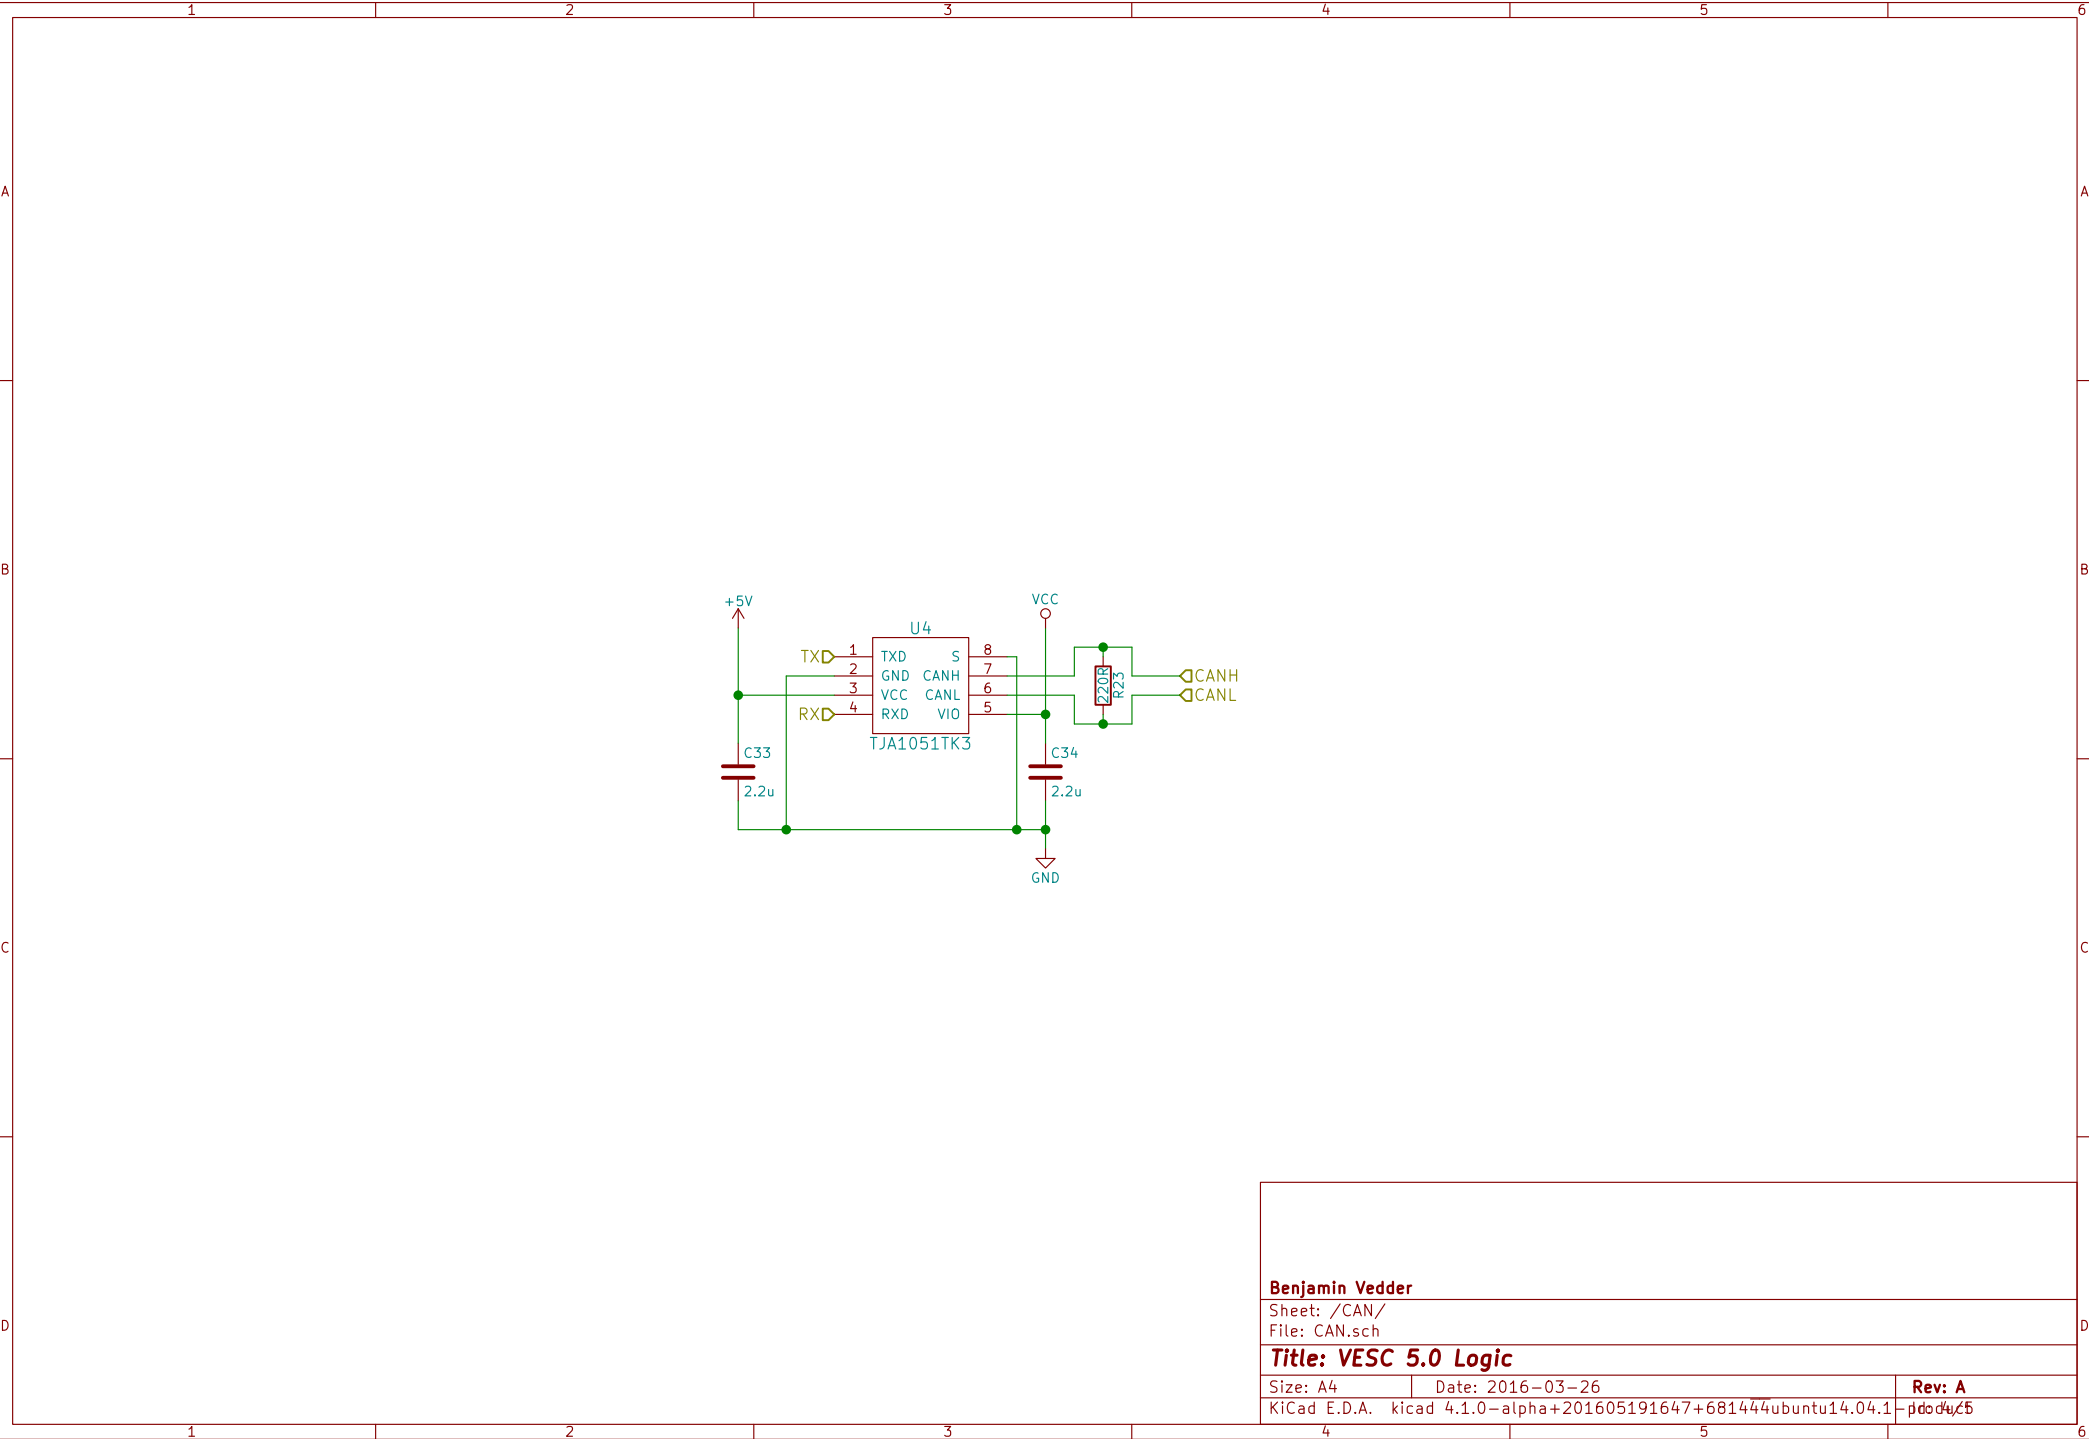 1 2 3 4 5 6
A A
B B
+5V VCC
U4
TX 1 TXD S 8
2 GND CANH 7 CANH
3 VCC CANL 6 CANL
RX 4 RXD VIO 5
220R
R23
TJA1051TK3
C33 C34
2.2u 2.2u
GND
C C
Benjamin Vedder
Sheet: /CAN/
File: CAN.sch
D D
Title: VESC 5.0 Logic
Size: A4 Date: 2016-03-26 Rev: A
KiCad E.D.A. kicad 4.1.0-alpha+201605191647+681444ubuntu14.04.1-product
Id: 4/5
1 2 3 4 5 6